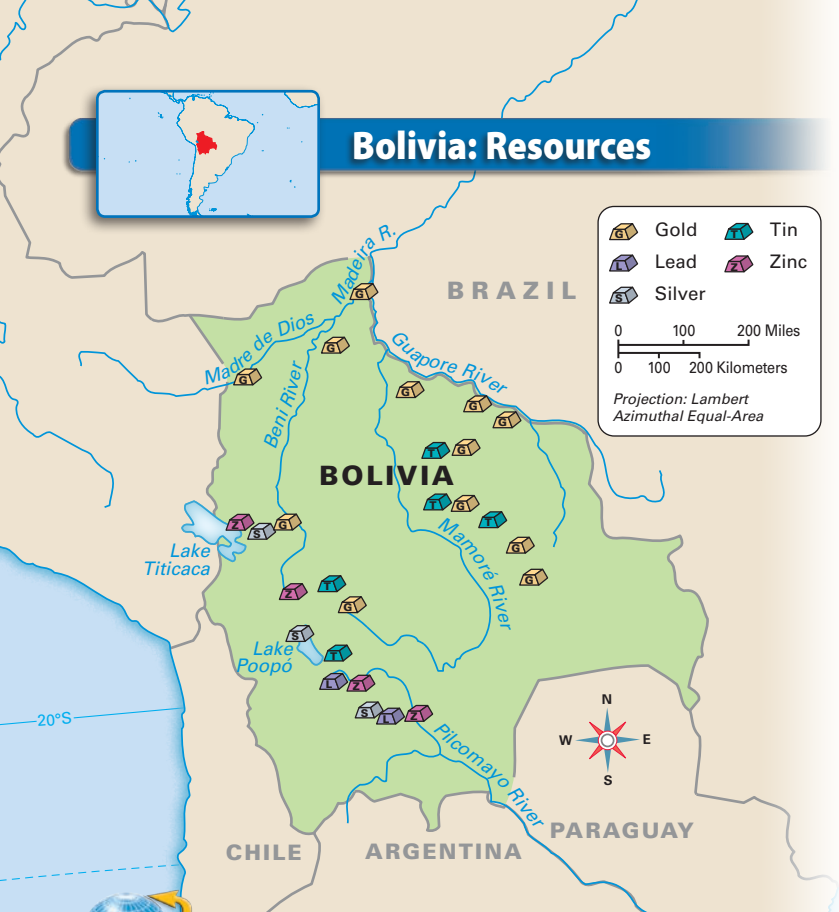 Bolivia: Resources
G Gold
T Tin
L Lead
Z Zinc
S Silver
0 100 200 Miles
0 100 200 Kilometers
Projection: Lambert
Azimuthal Equal-Area
Madeira R.
BRAZIL
G
Madre de Dios
G
G
Guapore River
Beni River
G
G
G
T G
BOLIVIA
T G
T
Mamoré River
G
G
Z S G
Lake
Titicaca
Z T
G
S
Lake
Poopó
T
L Z
S L Z
20°S
Pilcomayo River
N
W E
S
PARAGUAY
CHILE
ARGENTINA